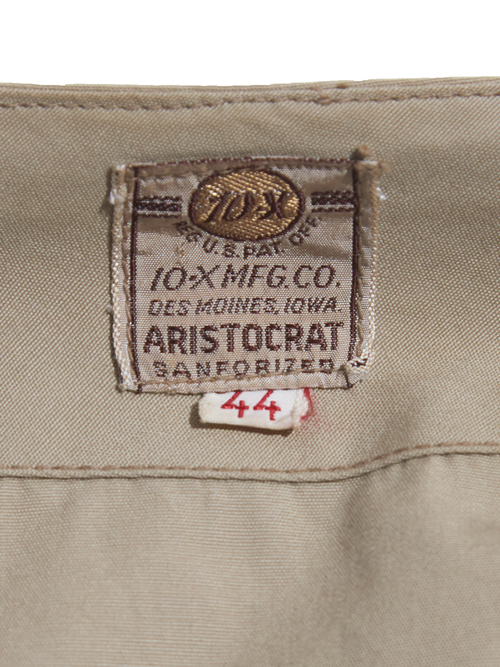 10-X
REG. U.S. PAT. OFF.
10-X MFG. CO.
DES MOINES, IOWA.
ARISTOCRAT
SANFORIZED
44